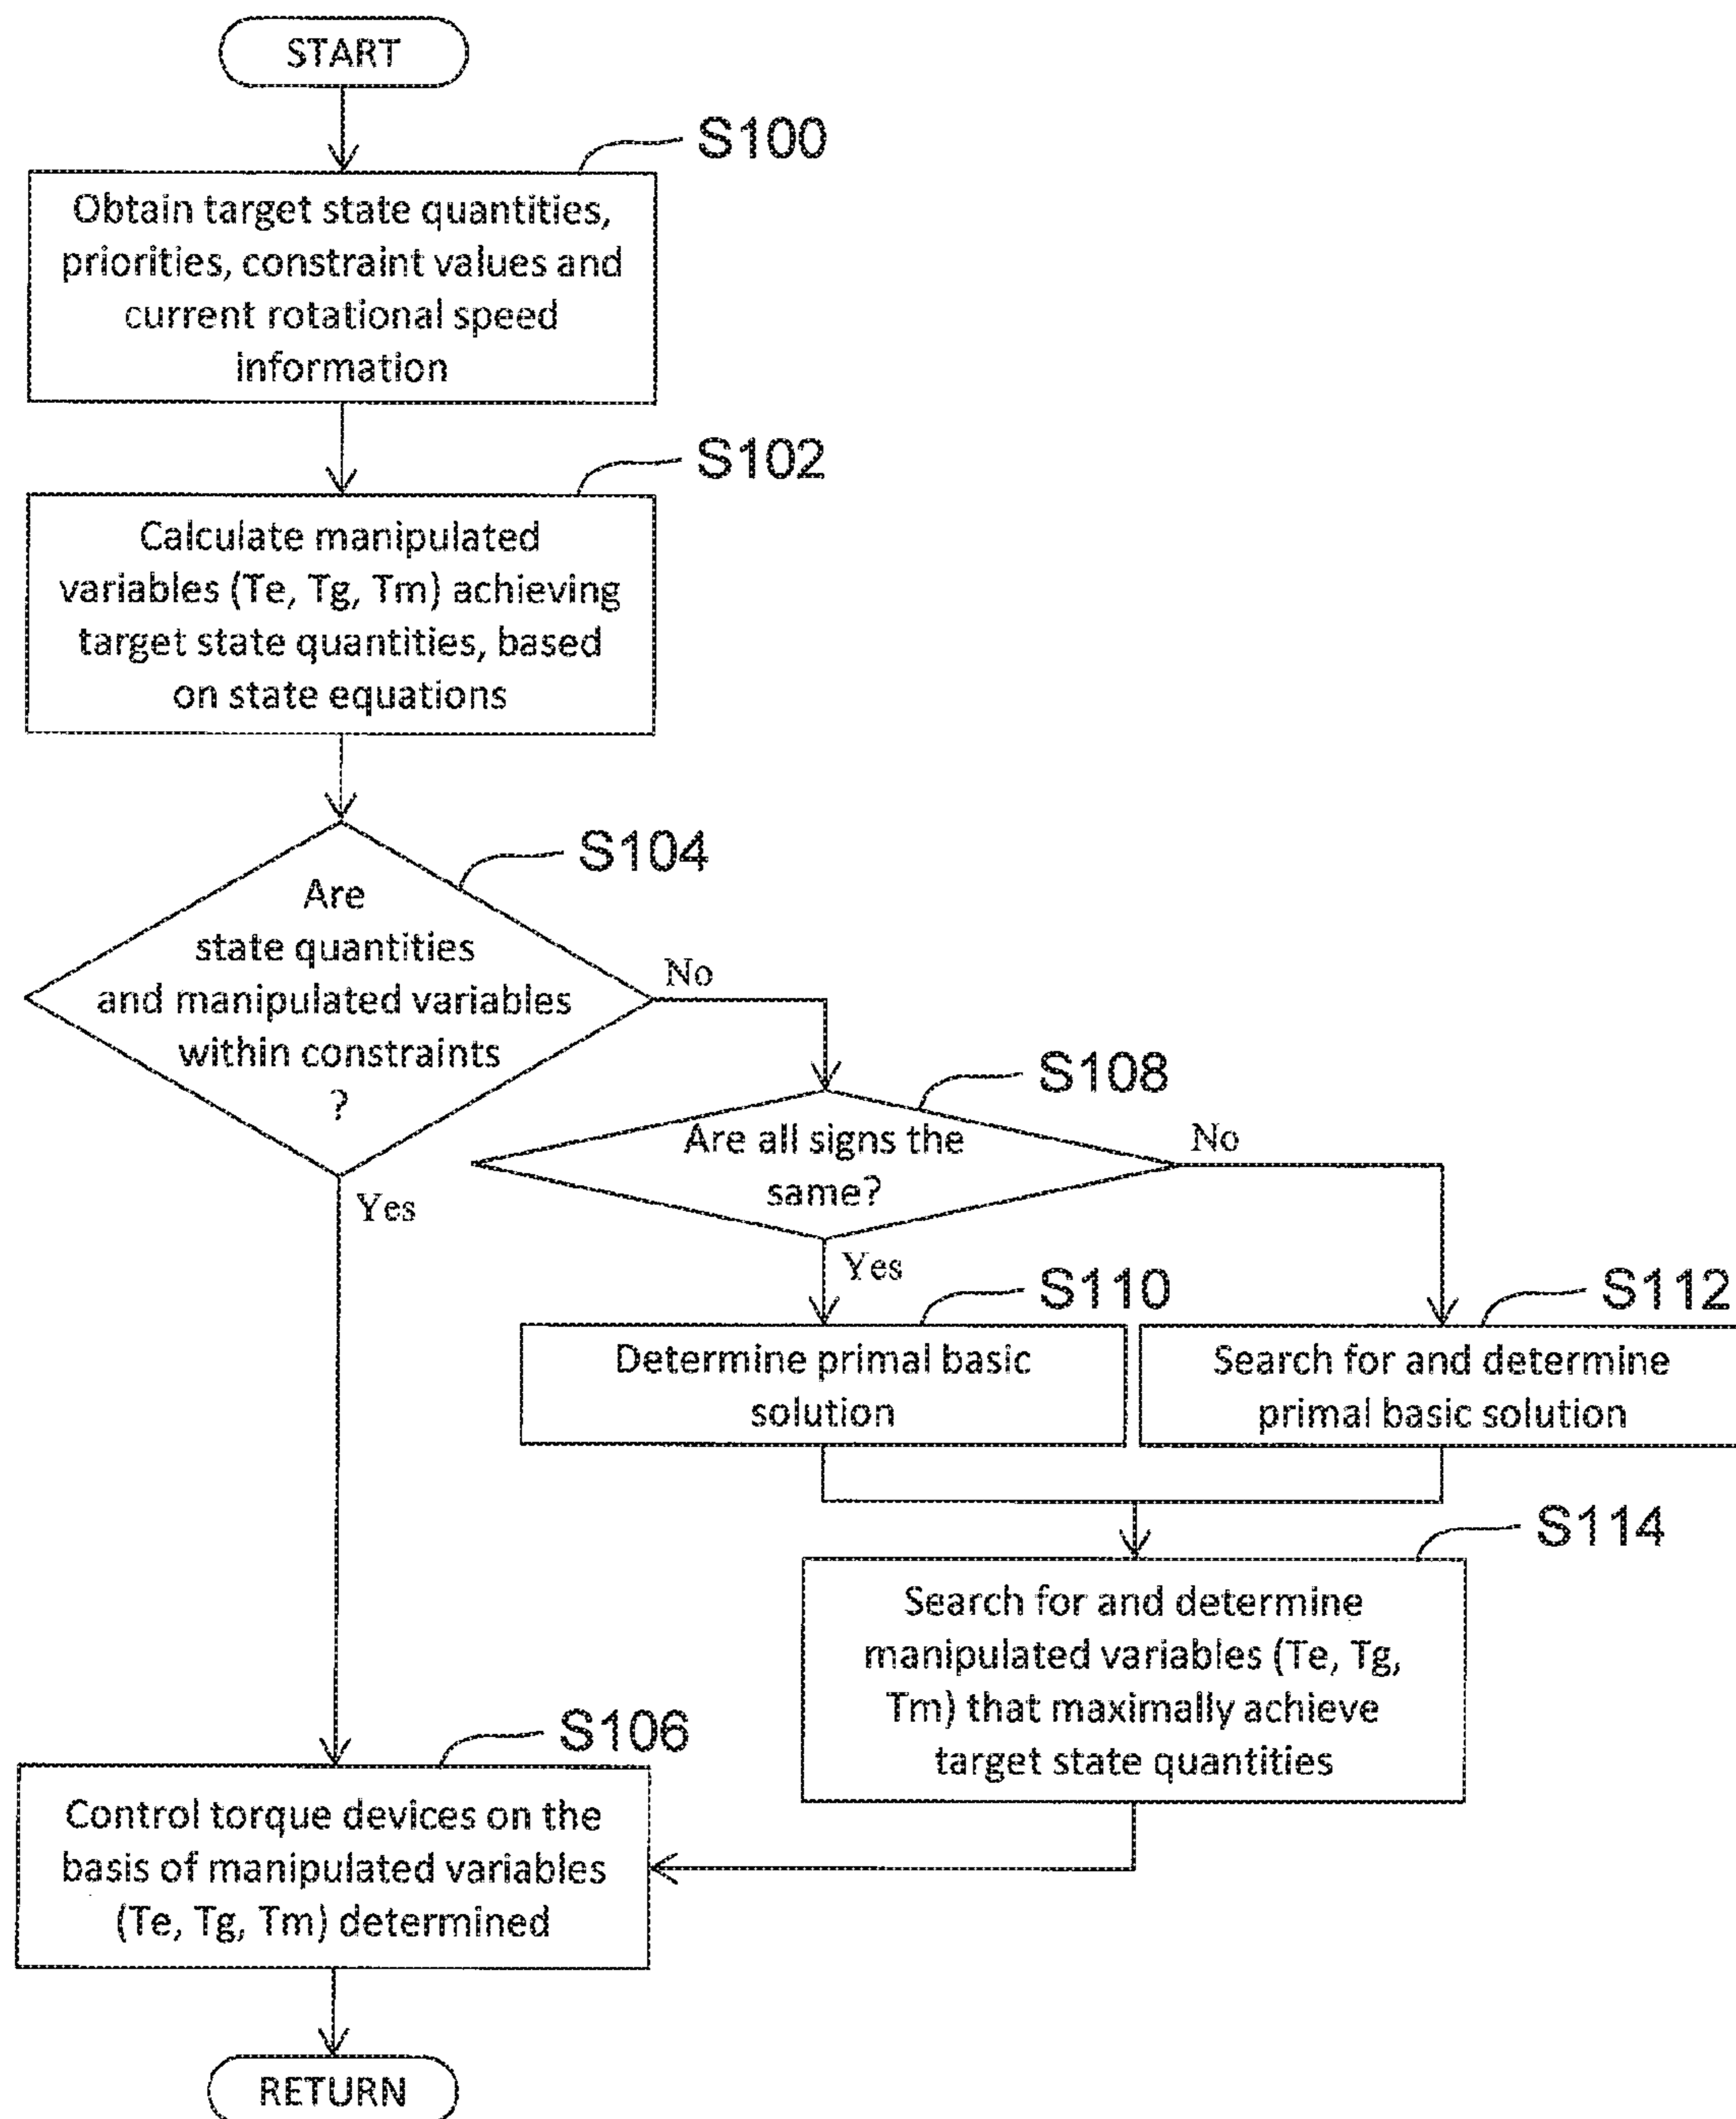 START
S100
Obtain target state quantities,
priorities, constraint values and
current rotational speed
information
S102
Calculate manipulated
variables (Te, Tg, Tm) achieving
target state quantities, based
on state equations
S104
Are
state quantities
and manipulated variables
within constraints
?
No
Yes
S108
Are all signs the
same?
No
Yes
S110
Determine primal basic
solution
S112
Search for and determine
primal basic solution
S114
Search for and determine
manipulated variables (Te, Tg,
Tm) that maximally achieve
target state quantities
S106
Control torque devices on the
basis of manipulated variables
(Te, Tg, Tm) determined
RETURN